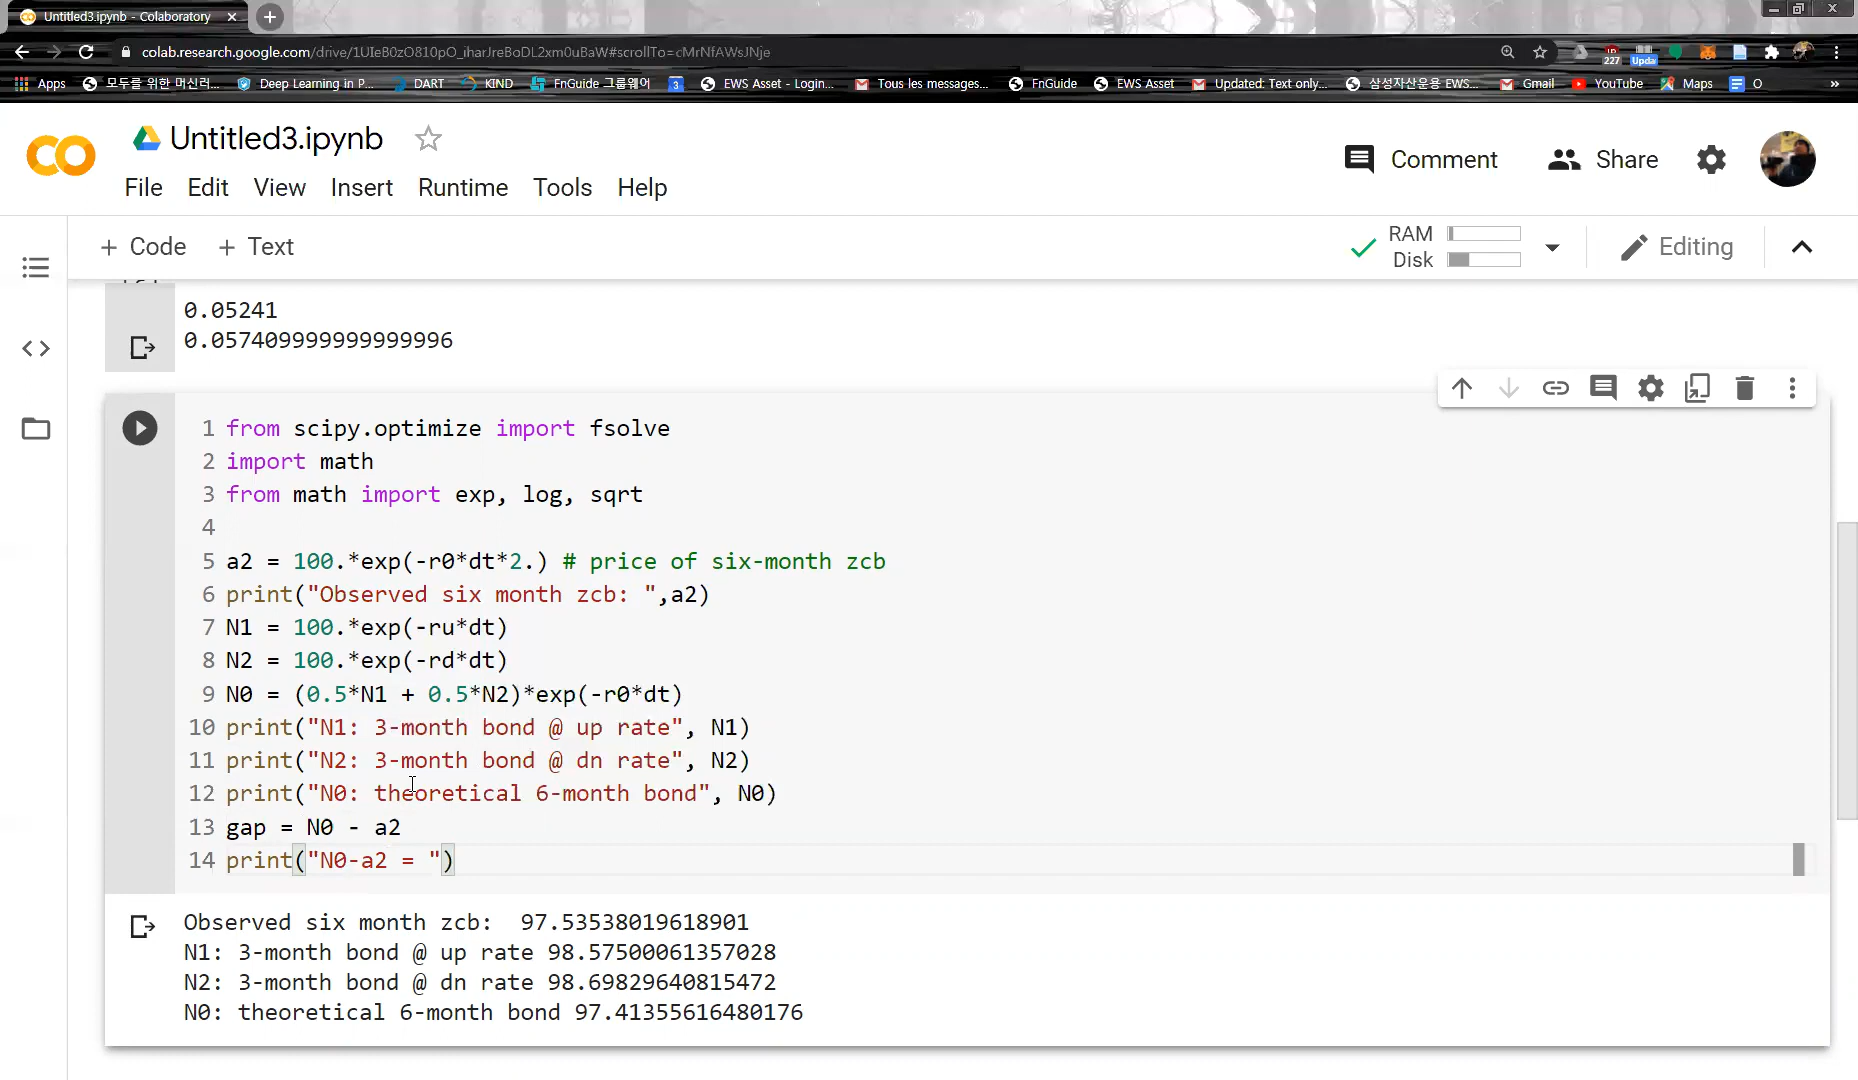 Untitled3.ipynb - Colaboratory
colab.research.google.com/drive/1UIeB0zO810pO_iharJreBoDL2xm0uBaW#scrollTo=cMrNfAWsJNje
227
Upda
Apps 모두를 위한 머신러... Deep Learning in P... DART KIND FnGuide 그룹웨어 3 EWS Asset - Login... Tous les messages... FnGuide EWS Asset Updated: Text only... 삼성자산운용 EWS... Gmail YouTube Maps O »
CO Untitled3.ipynb
Comment Share
File Edit View Insert Runtime Tools Help
+ Code + Text
RAM
Disk
Editing
0.05241
0.057409999999999996
1 from scipy.optimize import fsolve
2 import math
3 from math import exp, log, sqrt
4
5 a2 = 100.*exp(-r0*dt*2.) # price of six-month zcb
6 print("Observed six month zcb: ",a2)
7 N1 = 100.*exp(-ru*dt)
8 N2 = 100.*exp(-rd*dt)
9 N0 = (0.5*N1 + 0.5*N2)*exp(-r0*dt)
10 print("N1: 3-month bond @ up rate", N1)
11 print("N2: 3-month bond @ dn rate", N2)
12 print("N0: theoretical 6-month bond", N0)
13 gap = N0 - a2
14 print("N0-a2 = ")
Observed six month zcb:  97.53538019618901
N1: 3-month bond @ up rate 98.57500061357028
N2: 3-month bond @ dn rate 98.69829640815472
N0: theoretical 6-month bond 97.41355616480176